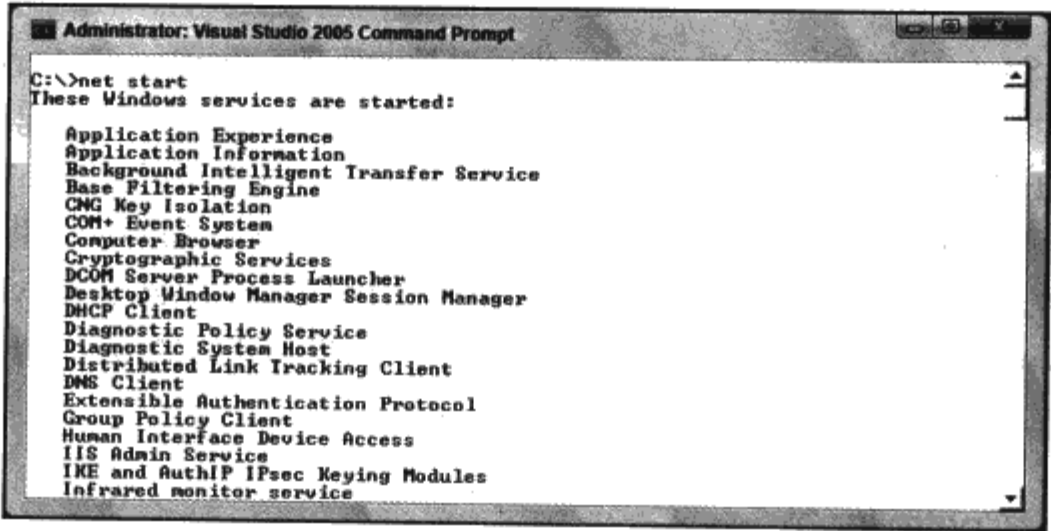 Administrator: Visual Studio 2005 Command Prompt
C:\>net start
These Windows services are started:
Application Experience
Application Information
Background Intelligent Transfer Service
Base Filtering Engine
CNG Key Isolation
COM+ Event System
Computer Browser
Cryptographic Services
DCOM Server Process Launcher
Desktop Window Manager Session Manager
DHCP Client
Diagnostic Policy Service
Diagnostic System Host
Distributed Link Tracking Client
DNS Client
Extensible Authentication Protocol
Group Policy Client
Human Interface Device Access
IIS Admin Service
IKE and AuthIP IPsec Keying Modules
Infrared monitor service